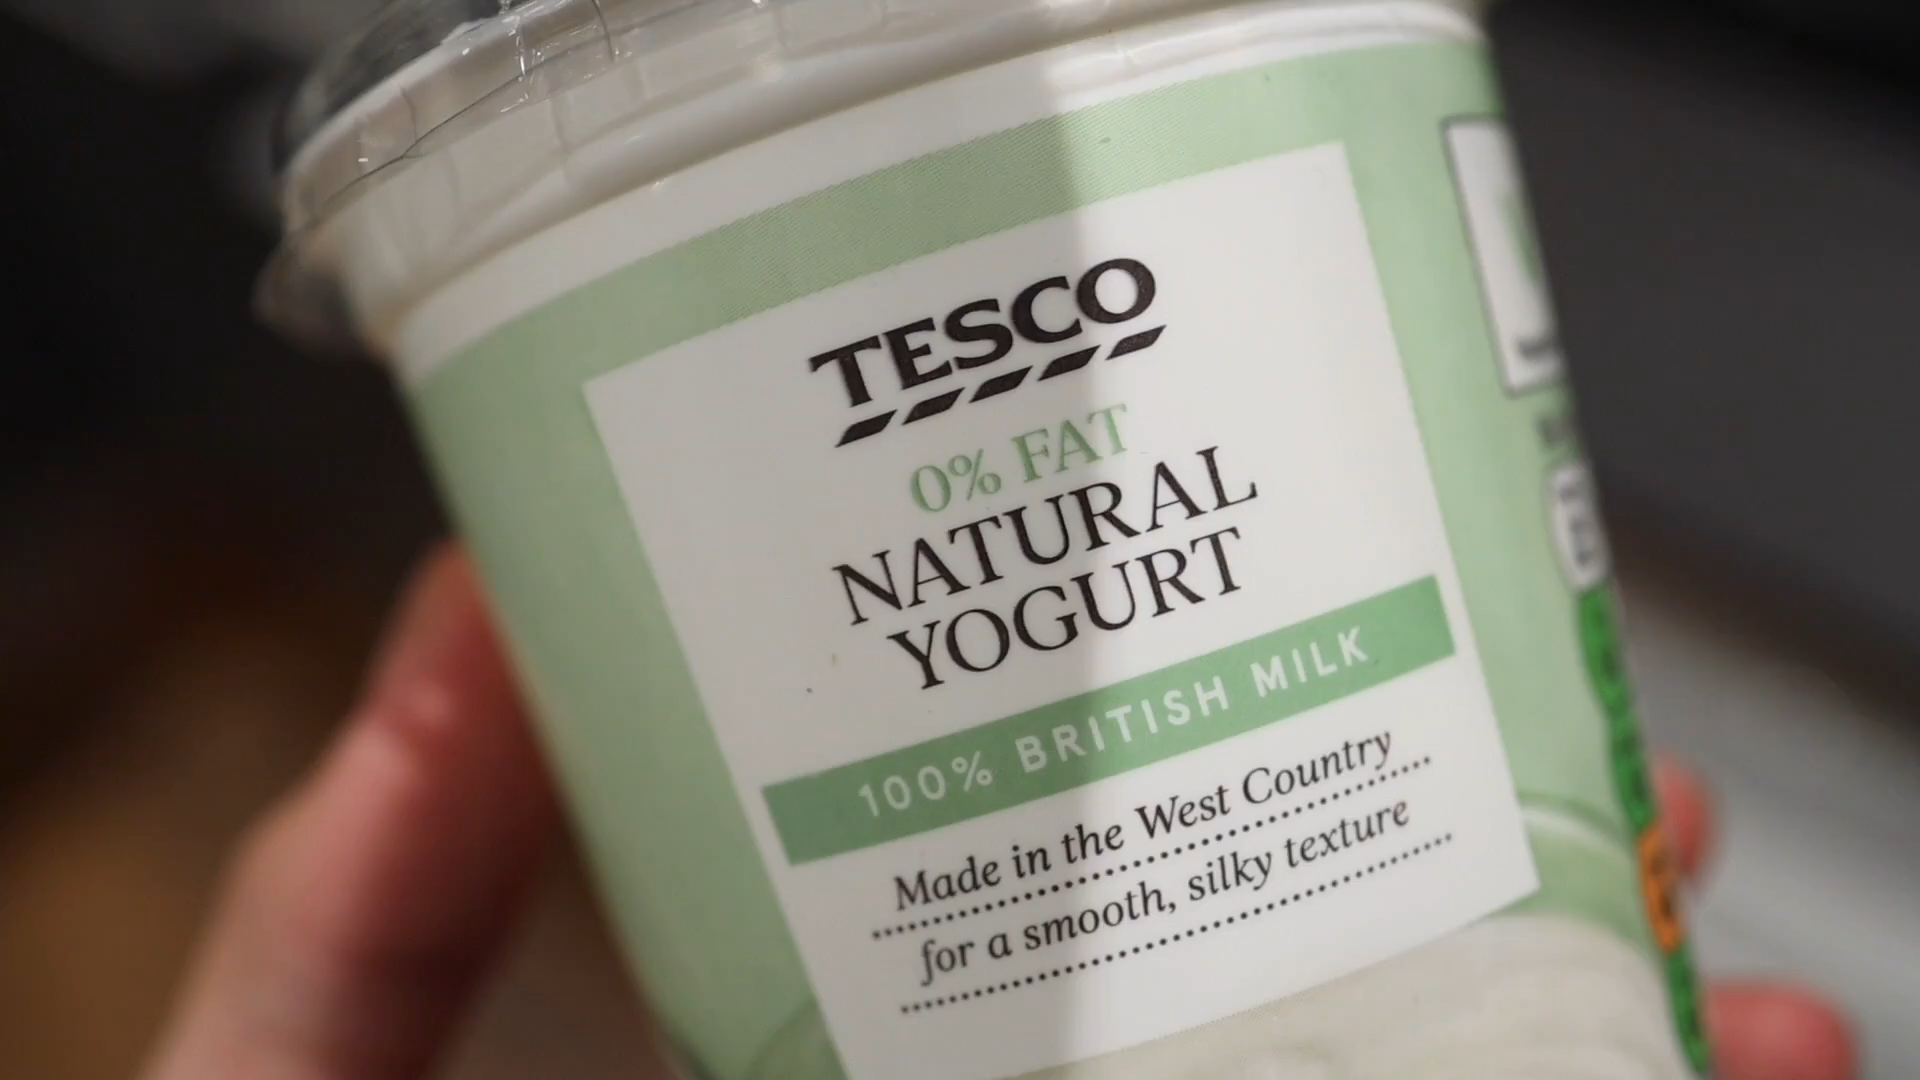 TESCO
0% FAT
NATURAL
YOGURT
100% BRITISH MILK
Made in the West Country
for a smooth, silky texture